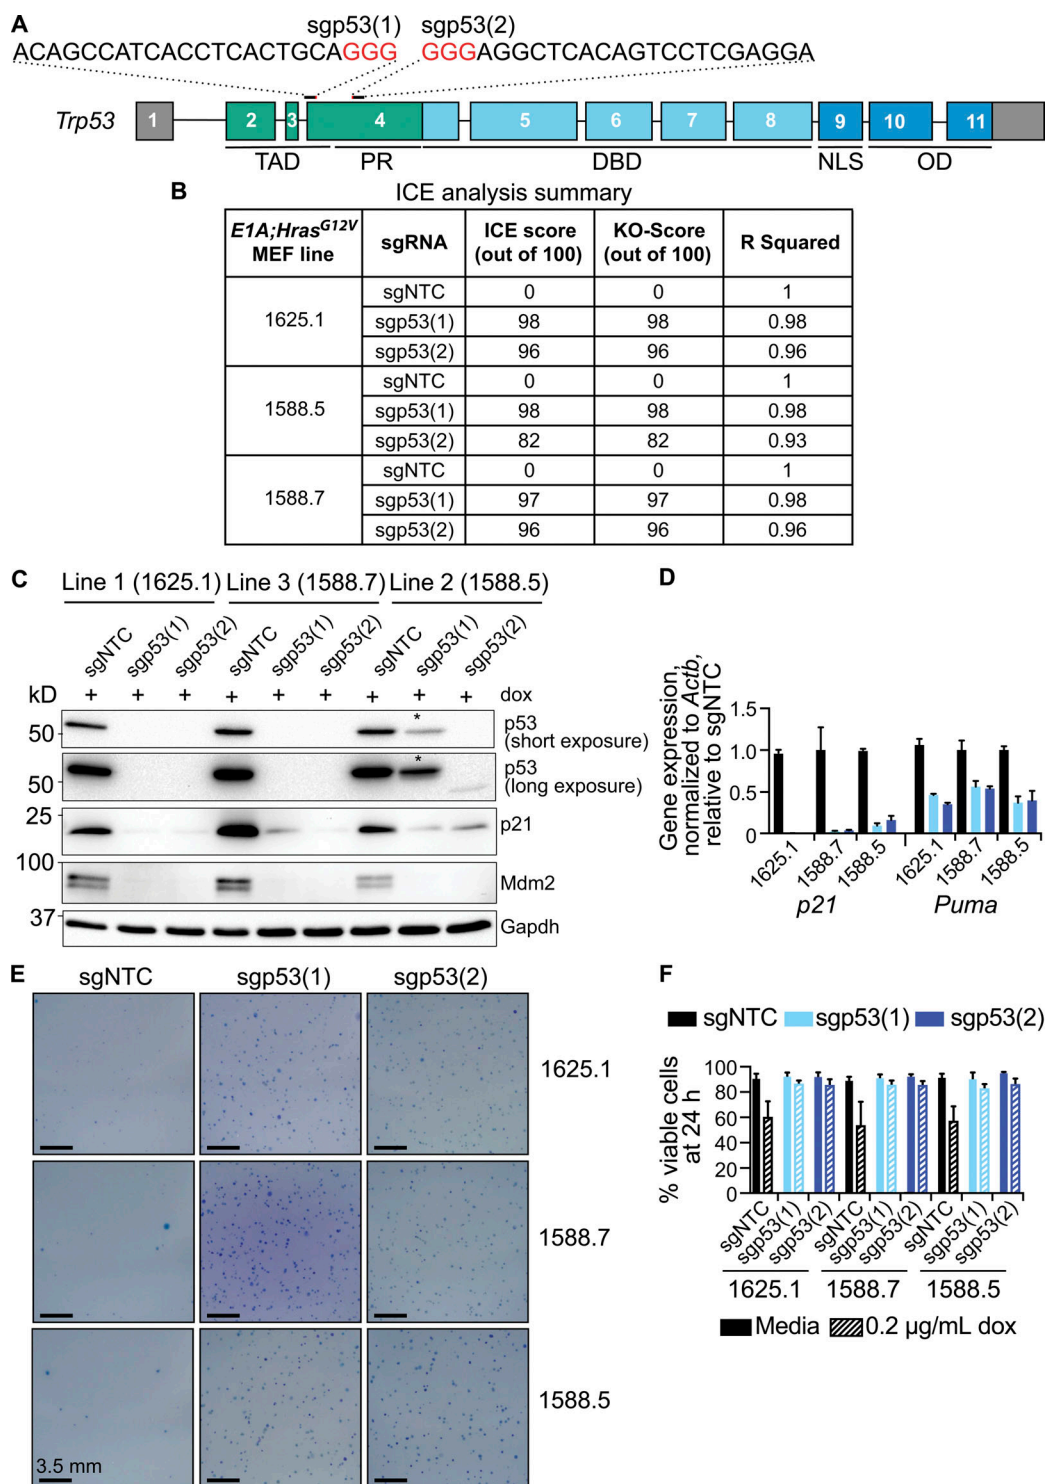 A
sgp53(1) sgp53(2)
ACAGCCATCACCTCACTGCAGGG GGGAGGCTCACAGTCCTCGAGGA
Trp53 1 2 3 4 5 6 7 8 9 10 11
TAD PR DBD NLS OD
B ICE analysis summary
E1A;HrasG12V MEF line sgRNA ICE score (out of 100) KO-Score (out of 100) R Squared
1625.1
sgNTC 0 0 1
sgp53(1) 98 98 0.98
sgp53(2) 96 96 0.96
1588.5
sgNTC 0 0 1
sgp53(1) 98 98 0.98
sgp53(2) 82 82 0.93
1588.7
sgNTC 0 0 1
sgp53(1) 97 97 0.98
sgp53(2) 96 96 0.96
C
Line 1 (1625.1) Line 3 (1588.7) Line 2 (1588.5)
sgNTC sgp53(1) sgp53(2) sgNTC sgp53(1) sgp53(2) sgNTC sgp53(1) sgp53(2)
kD + + + + + + + + + dox
50 * p53
(short exposure)
50 * p53
(long exposure)
25 p21
100 Mdm2
37 Gapdh
D
Gene expression,
normalized to Actb,
relative to sgNTC
1.5
1.0
0.5
0
1625.1 1588.7 1588.5 1625.1 1588.7 1588.5
p21 Puma
E
sgNTC sgp53(1) sgp53(2)
1625.1
1588.7
1588.5
3.5 mm
F
sgNTC sgp53(1) sgp53(2)
% viable cells
at 24 h
100
80
60
40
20
0
sgNTC sgp53(1) sgp53(2) sgNTC sgp53(1) sgp53(2) sgNTC sgp53(1) sgp53(2)
1625.1 1588.7 1588.5
Media 0.2 µg/mL dox